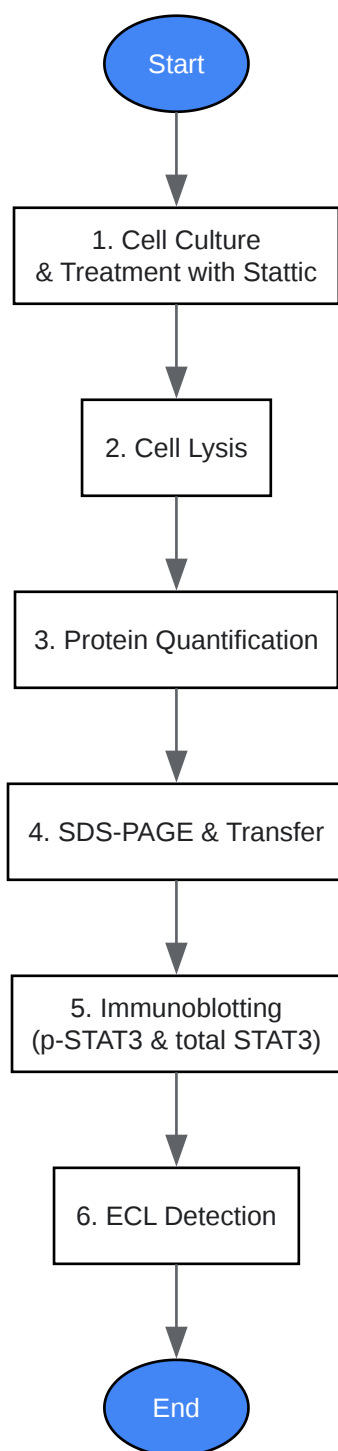 Start
1. Cell Culture
& Treatment with Stattic
2. Cell Lysis
3. Protein Quantification
4. SDS-PAGE & Transfer
5. Immunoblotting
(p-STAT3 & total STAT3)
6. ECL Detection
End